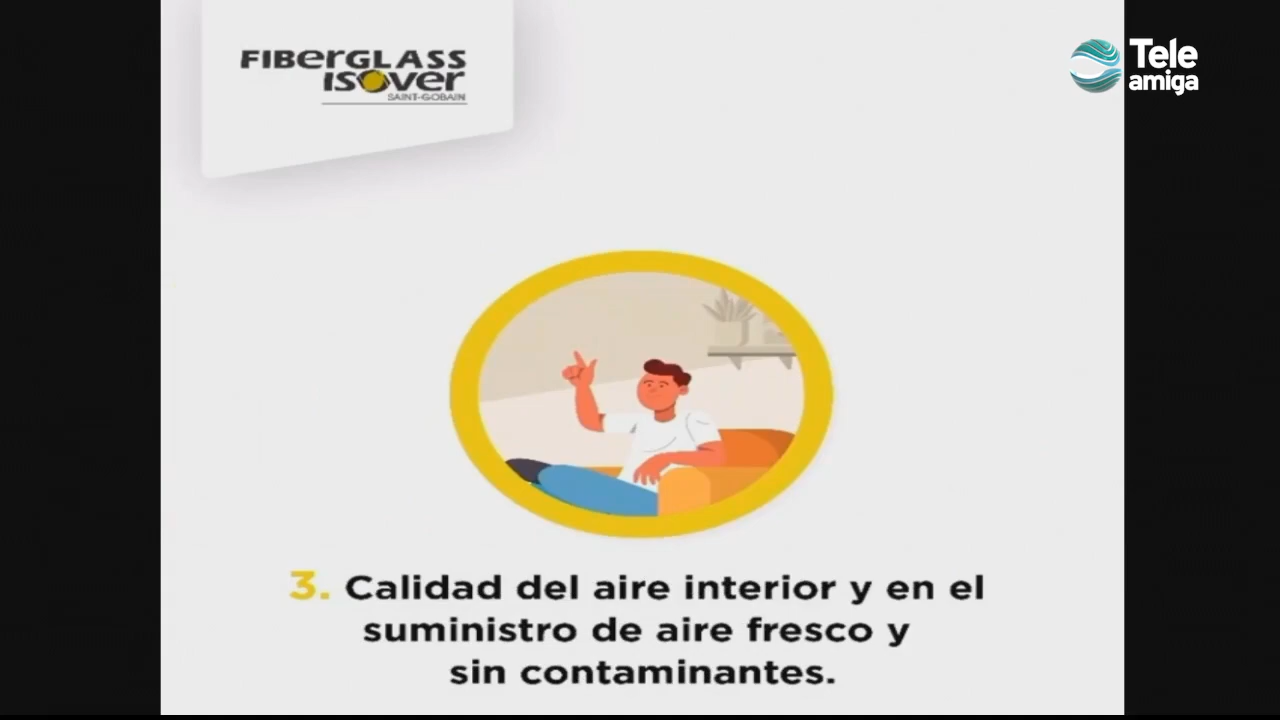 FIBERGLASS
ISOVER
SAINT-GOBAIN
Tele
amiga
3. Calidad del aire interior y en el
suministro de aire fresco y
sin contaminantes.